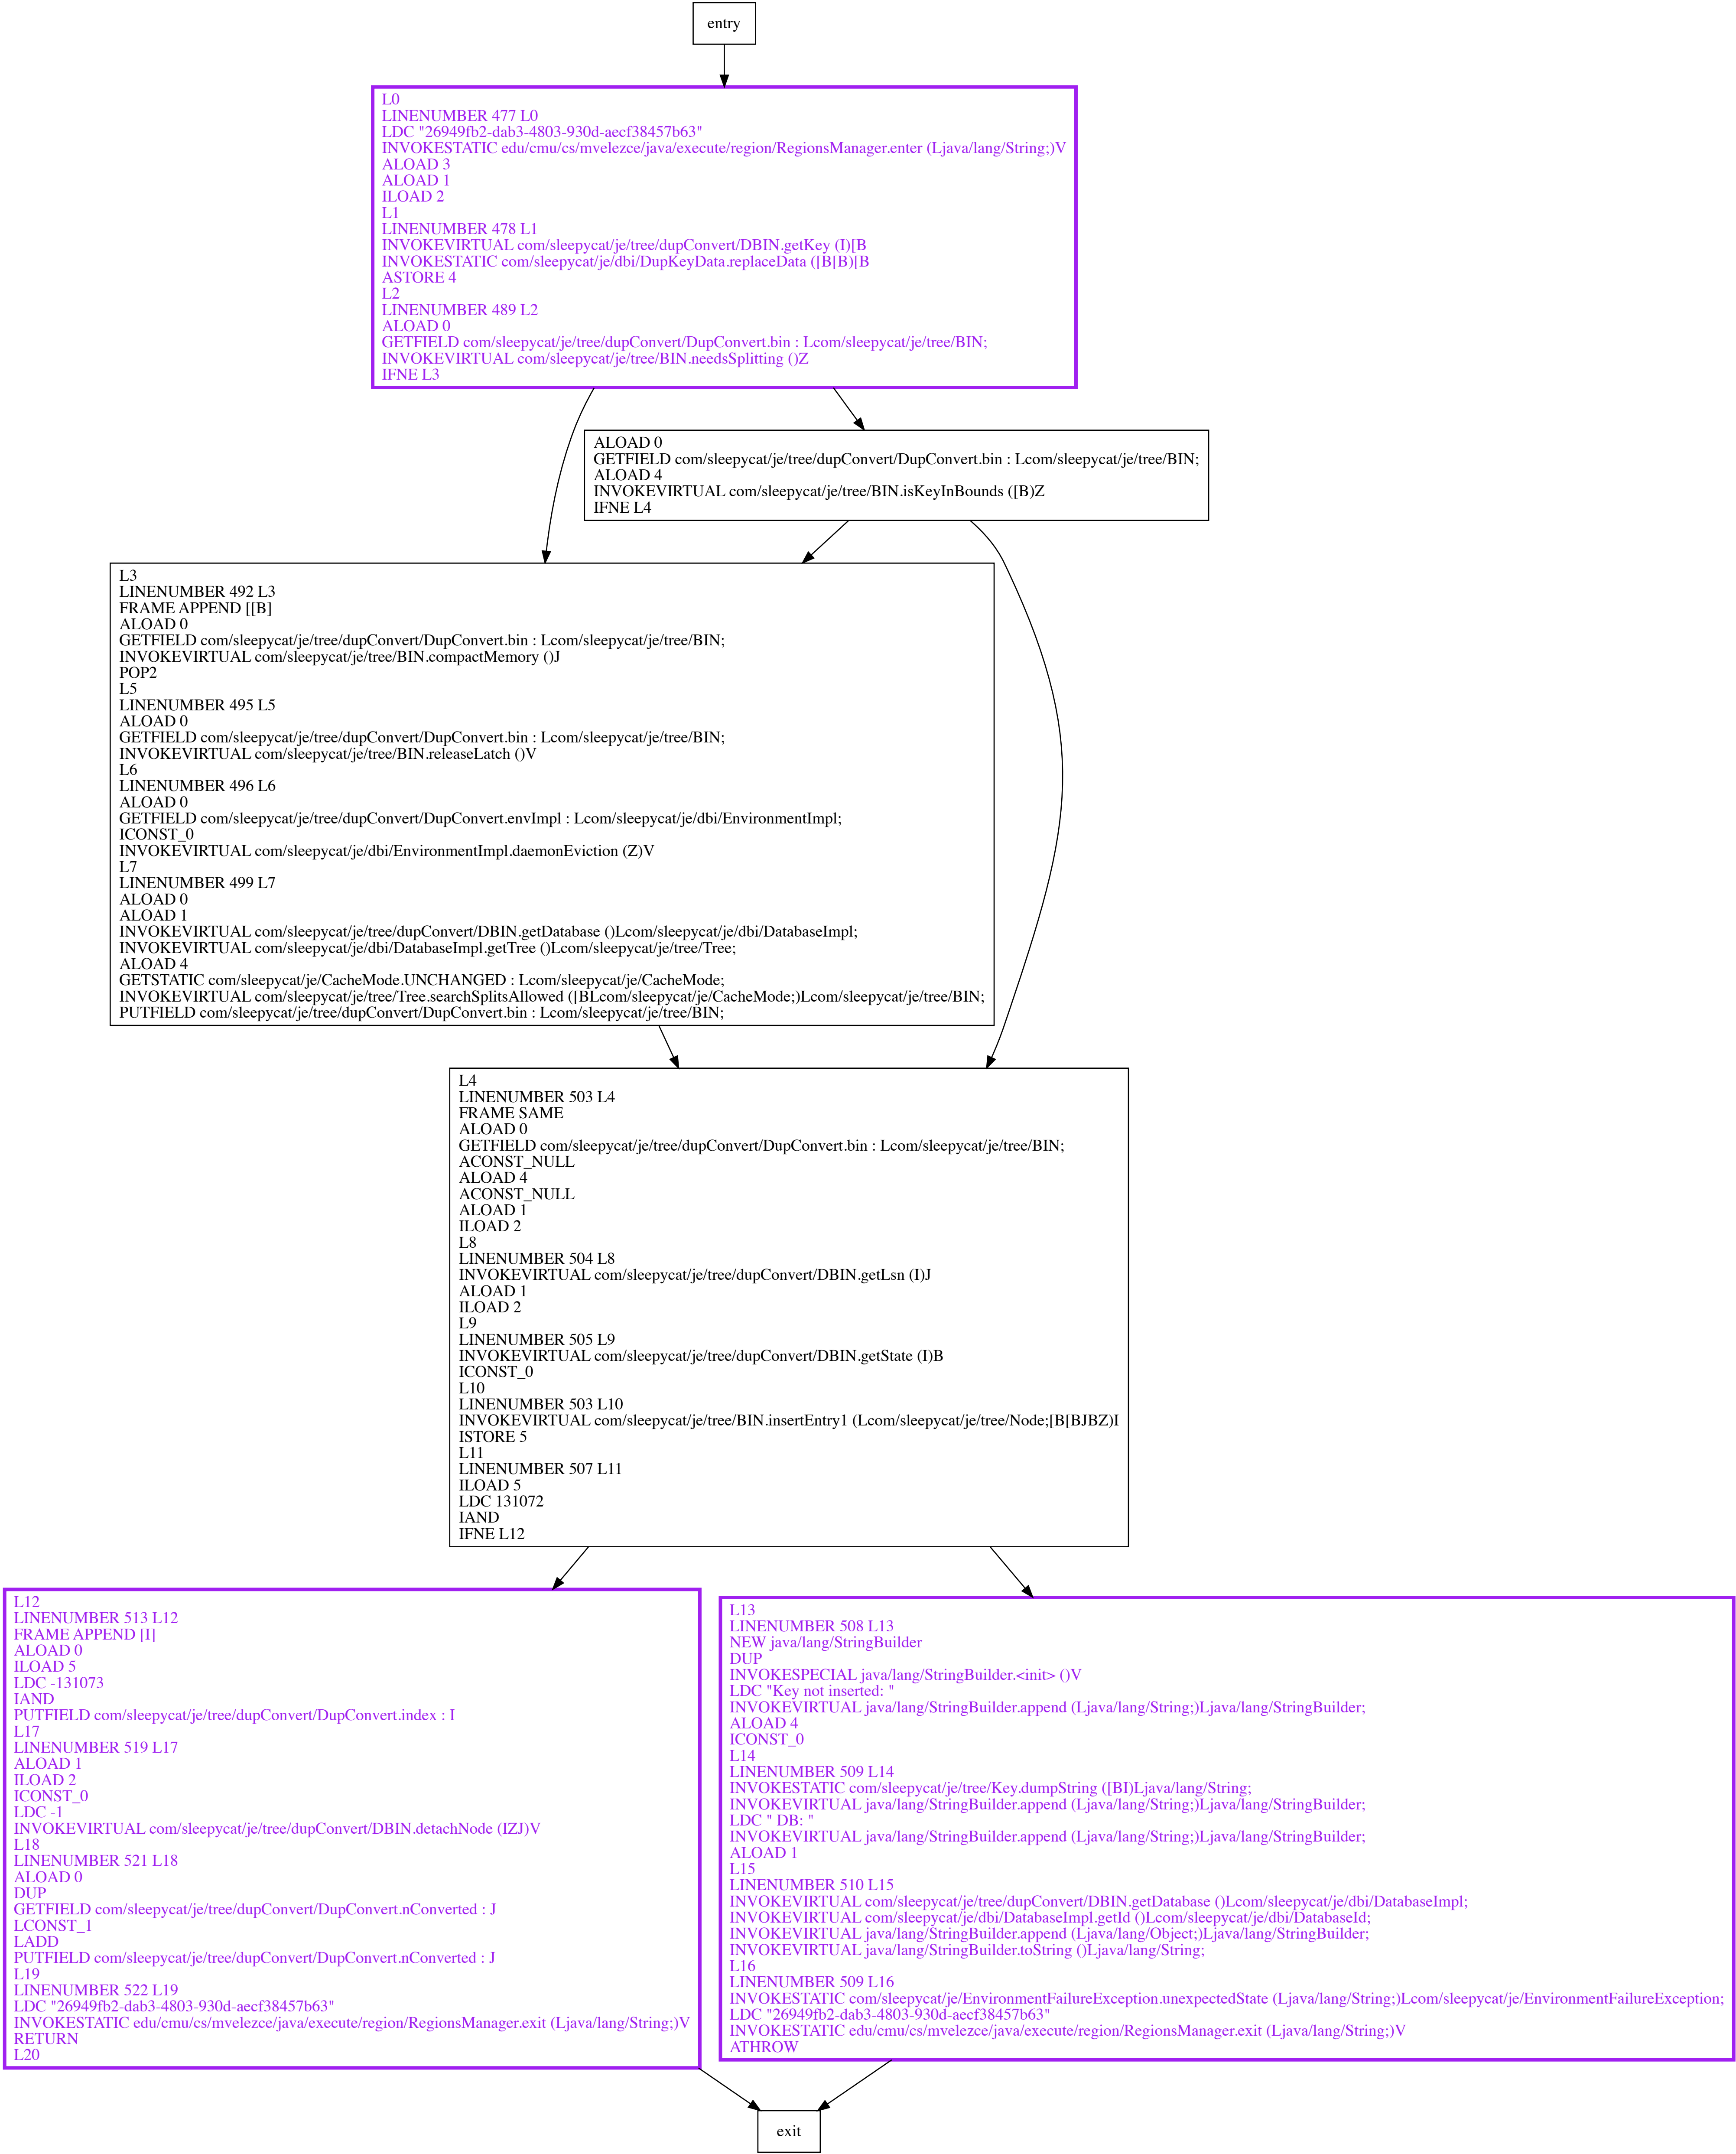 entry
L0
LINENUMBER 477 L0
LDC "26949fb2-dab3-4803-930d-aecf38457b63"
INVOKESTATIC edu/cmu/cs/mvelezce/java/execute/region/RegionsManager.enter (Ljava/lang/String;)V
ALOAD 3
ALOAD 1
ILOAD 2
L1
LINENUMBER 478 L1
INVOKEVIRTUAL com/sleepycat/je/tree/dupConvert/DBIN.getKey (I)[B
INVOKESTATIC com/sleepycat/je/dbi/DupKeyData.replaceData ([B[B)[B
ASTORE 4
L2
LINENUMBER 489 L2
ALOAD 0
GETFIELD com/sleepycat/je/tree/dupConvert/DupConvert.bin : Lcom/sleepycat/je/tree/BIN;
INVOKEVIRTUAL com/sleepycat/je/tree/BIN.needsSplitting ()Z
IFNE L3
ALOAD 0
GETFIELD com/sleepycat/je/tree/dupConvert/DupConvert.bin : Lcom/sleepycat/je/tree/BIN;
ALOAD 4
INVOKEVIRTUAL com/sleepycat/je/tree/BIN.isKeyInBounds ([B)Z
IFNE L4
L3
LINENUMBER 492 L3
FRAME APPEND [[B]
ALOAD 0
GETFIELD com/sleepycat/je/tree/dupConvert/DupConvert.bin : Lcom/sleepycat/je/tree/BIN;
INVOKEVIRTUAL com/sleepycat/je/tree/BIN.compactMemory ()J
POP2
L5
LINENUMBER 495 L5
ALOAD 0
GETFIELD com/sleepycat/je/tree/dupConvert/DupConvert.bin : Lcom/sleepycat/je/tree/BIN;
INVOKEVIRTUAL com/sleepycat/je/tree/BIN.releaseLatch ()V
L6
LINENUMBER 496 L6
ALOAD 0
GETFIELD com/sleepycat/je/tree/dupConvert/DupConvert.envImpl : Lcom/sleepycat/je/dbi/EnvironmentImpl;
ICONST_0
INVOKEVIRTUAL com/sleepycat/je/dbi/EnvironmentImpl.daemonEviction (Z)V
L7
LINENUMBER 499 L7
ALOAD 0
ALOAD 1
INVOKEVIRTUAL com/sleepycat/je/tree/dupConvert/DBIN.getDatabase ()Lcom/sleepycat/je/dbi/DatabaseImpl;
INVOKEVIRTUAL com/sleepycat/je/dbi/DatabaseImpl.getTree ()Lcom/sleepycat/je/tree/Tree;
ALOAD 4
GETSTATIC com/sleepycat/je/CacheMode.UNCHANGED : Lcom/sleepycat/je/CacheMode;
INVOKEVIRTUAL com/sleepycat/je/tree/Tree.searchSplitsAllowed ([BLcom/sleepycat/je/CacheMode;)Lcom/sleepycat/je/tree/BIN;
PUTFIELD com/sleepycat/je/tree/dupConvert/DupConvert.bin : Lcom/sleepycat/je/tree/BIN;
L4
LINENUMBER 503 L4
FRAME SAME
ALOAD 0
GETFIELD com/sleepycat/je/tree/dupConvert/DupConvert.bin : Lcom/sleepycat/je/tree/BIN;
ACONST_NULL
ALOAD 4
ACONST_NULL
ALOAD 1
ILOAD 2
L8
LINENUMBER 504 L8
INVOKEVIRTUAL com/sleepycat/je/tree/dupConvert/DBIN.getLsn (I)J
ALOAD 1
ILOAD 2
L9
LINENUMBER 505 L9
INVOKEVIRTUAL com/sleepycat/je/tree/dupConvert/DBIN.getState (I)B
ICONST_0
L10
LINENUMBER 503 L10
INVOKEVIRTUAL com/sleepycat/je/tree/BIN.insertEntry1 (Lcom/sleepycat/je/tree/Node;[B[BJBZ)I
ISTORE 5
L11
LINENUMBER 507 L11
ILOAD 5
LDC 131072
IAND
IFNE L12
L12
LINENUMBER 513 L12
FRAME APPEND [I]
ALOAD 0
ILOAD 5
LDC -131073
IAND
PUTFIELD com/sleepycat/je/tree/dupConvert/DupConvert.index : I
L17
LINENUMBER 519 L17
ALOAD 1
ILOAD 2
ICONST_0
LDC -1
INVOKEVIRTUAL com/sleepycat/je/tree/dupConvert/DBIN.detachNode (IZJ)V
L18
LINENUMBER 521 L18
ALOAD 0
DUP
GETFIELD com/sleepycat/je/tree/dupConvert/DupConvert.nConverted : J
LCONST_1
LADD
PUTFIELD com/sleepycat/je/tree/dupConvert/DupConvert.nConverted : J
L19
LINENUMBER 522 L19
LDC "26949fb2-dab3-4803-930d-aecf38457b63"
INVOKESTATIC edu/cmu/cs/mvelezce/java/execute/region/RegionsManager.exit (Ljava/lang/String;)V
RETURN
L20
L13
LINENUMBER 508 L13
NEW java/lang/StringBuilder
DUP
INVOKESPECIAL java/lang/StringBuilder.<init> ()V
LDC "Key not inserted: "
INVOKEVIRTUAL java/lang/StringBuilder.append (Ljava/lang/String;)Ljava/lang/StringBuilder;
ALOAD 4
ICONST_0
L14
LINENUMBER 509 L14
INVOKESTATIC com/sleepycat/je/tree/Key.dumpString ([BI)Ljava/lang/String;
INVOKEVIRTUAL java/lang/StringBuilder.append (Ljava/lang/String;)Ljava/lang/StringBuilder;
LDC " DB: "
INVOKEVIRTUAL java/lang/StringBuilder.append (Ljava/lang/String;)Ljava/lang/StringBuilder;
ALOAD 1
L15
LINENUMBER 510 L15
INVOKEVIRTUAL com/sleepycat/je/tree/dupConvert/DBIN.getDatabase ()Lcom/sleepycat/je/dbi/DatabaseImpl;
INVOKEVIRTUAL com/sleepycat/je/dbi/DatabaseImpl.getId ()Lcom/sleepycat/je/dbi/DatabaseId;
INVOKEVIRTUAL java/lang/StringBuilder.append (Ljava/lang/Object;)Ljava/lang/StringBuilder;
INVOKEVIRTUAL java/lang/StringBuilder.toString ()Ljava/lang/String;
L16
LINENUMBER 509 L16
INVOKESTATIC com/sleepycat/je/EnvironmentFailureException.unexpectedState (Ljava/lang/String;)Lcom/sleepycat/je/EnvironmentFailureException;
LDC "26949fb2-dab3-4803-930d-aecf38457b63"
INVOKESTATIC edu/cmu/cs/mvelezce/java/execute/region/RegionsManager.exit (Ljava/lang/String;)V
ATHROW
exit